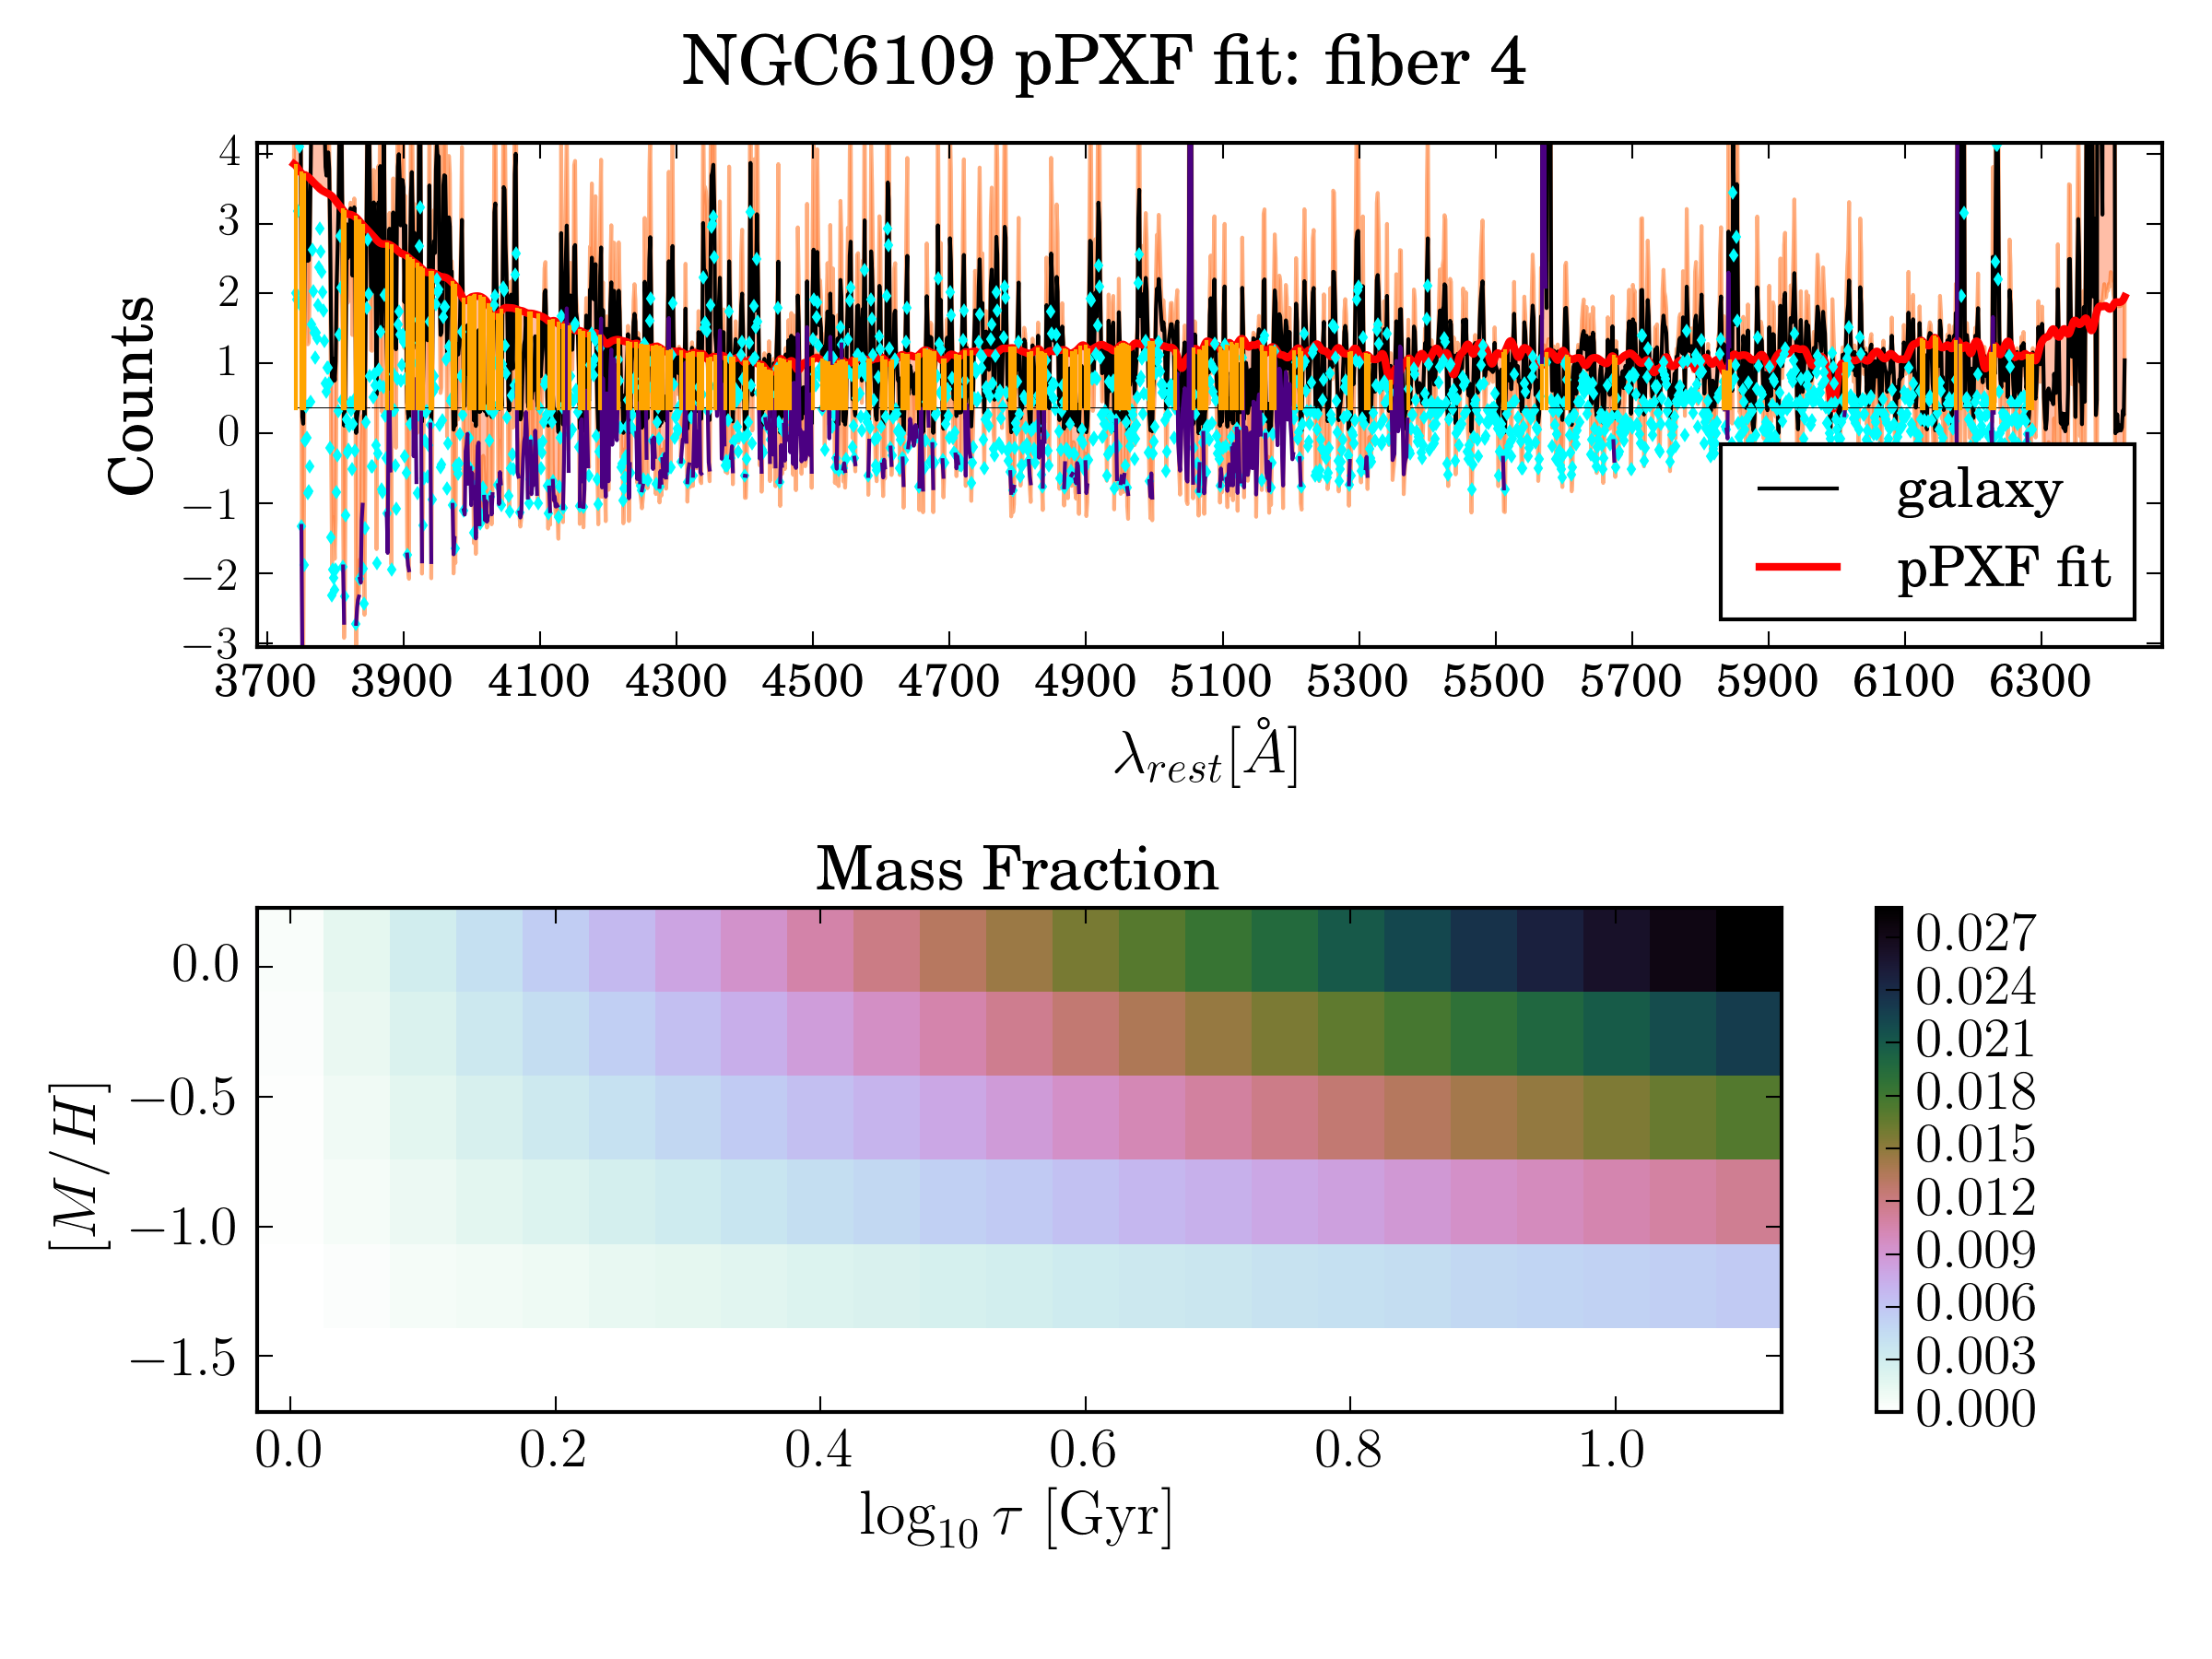 NGC6109 pPXF fit: fiber 4
Counts
4
3
2
1
0
−1
−2
−3
galaxy
pPXF fit
3700 3900 4100 4300 4500 4700 4900 5100 5300 5500 5700 5900 6100 6300
λrest[Å]
Mass Fraction
[M/H]
0.0
−0.5
−1.0
−1.5
0.027
0.024
0.021
0.018
0.015
0.012
0.009
0.006
0.003
0.000
0.0 0.2 0.4 0.6 0.8 1.0
log10 τ [Gyr]